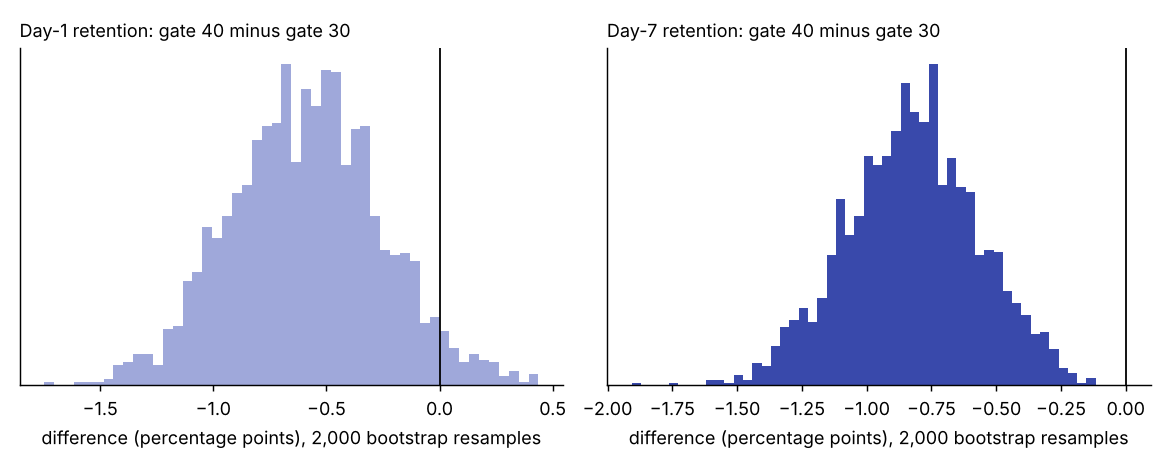 Day-1 retention: gate 40 minus gate 30
−1.5 −1.0 −0.5 0.0 0.5
difference (percentage points), 2,000 bootstrap resamples
Day-7 retention: gate 40 minus gate 30
−2.00 −1.75 −1.50 −1.25 −1.00 −0.75 −0.50 −0.25 0.00
difference (percentage points), 2,000 bootstrap resamples